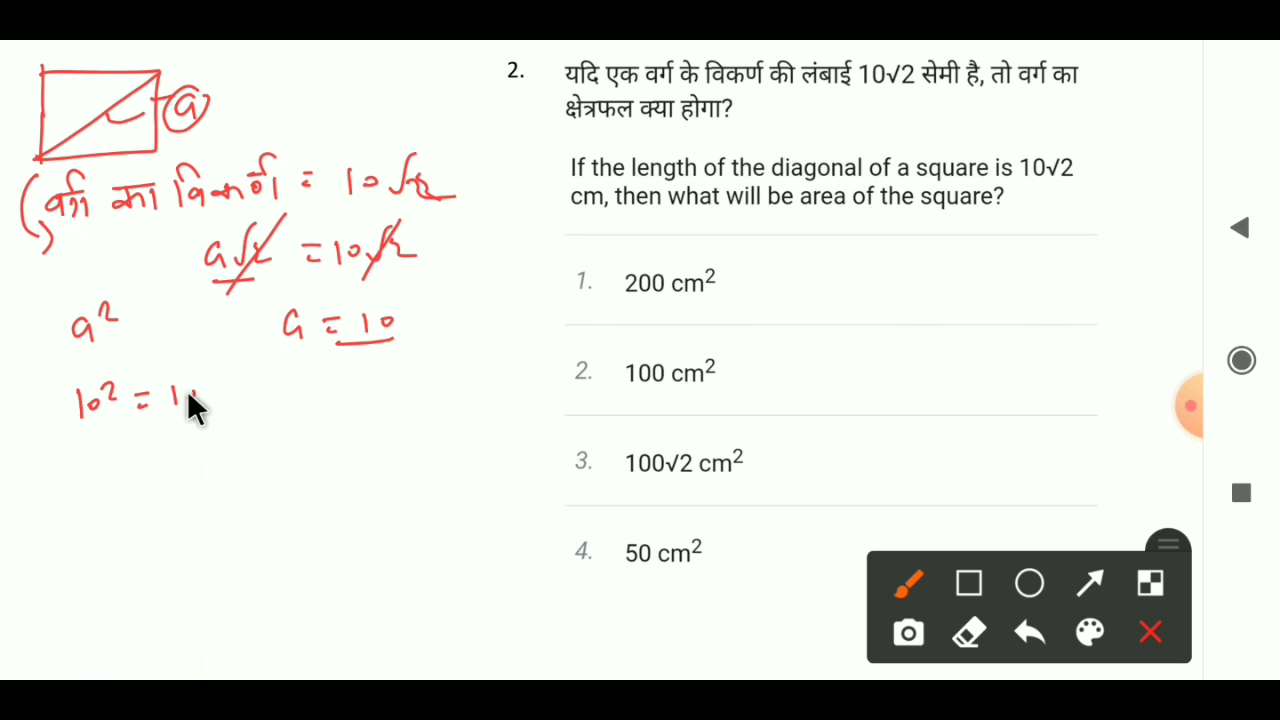 a
वर्ग का विकर्ण = 10√2
a√2 = 10√2
a² a = 10
10² = 1
2. यदि एक वर्ग के विकर्ण की लंबाई 10√2 सेमी है, तो वर्ग का
क्षेत्रफल क्या होगा?
If the length of the diagonal of a square is 10√2
cm, then what will be area of the square?
1. 200 cm²
2. 100 cm²
3. 100√2 cm²
4. 50 cm²